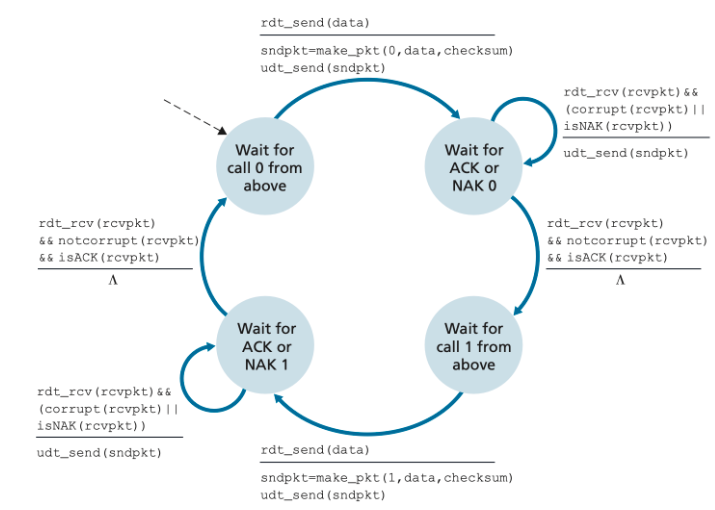 rdt_send(data)
sndpkt=make_pkt(0,data,checksum)
udt_send(sndpkt)
rdt_rcv(rcvpkt)&&
(corrupt(rcvpkt)||
isNAK(rcvpkt))
udt_send(sndpkt)
Wait for
call 0 from
above
Wait for
ACK or
NAK 0
rdt_rcv(rcvpkt)
&& notcorrupt(rcvpkt)
&& isACK(rcvpkt)
Λ
rdt_rcv(rcvpkt)
&& notcorrupt(rcvpkt)
&& isACK(rcvpkt)
Λ
Wait for
ACK or
NAK 1
Wait for
call 1 from
above
rdt_rcv(rcvpkt)&&
(corrupt(rcvpkt)||
isNAK(rcvpkt))
udt_send(sndpkt)
rdt_send(data)
sndpkt=make_pkt(1,data,checksum)
udt_send(sndpkt)